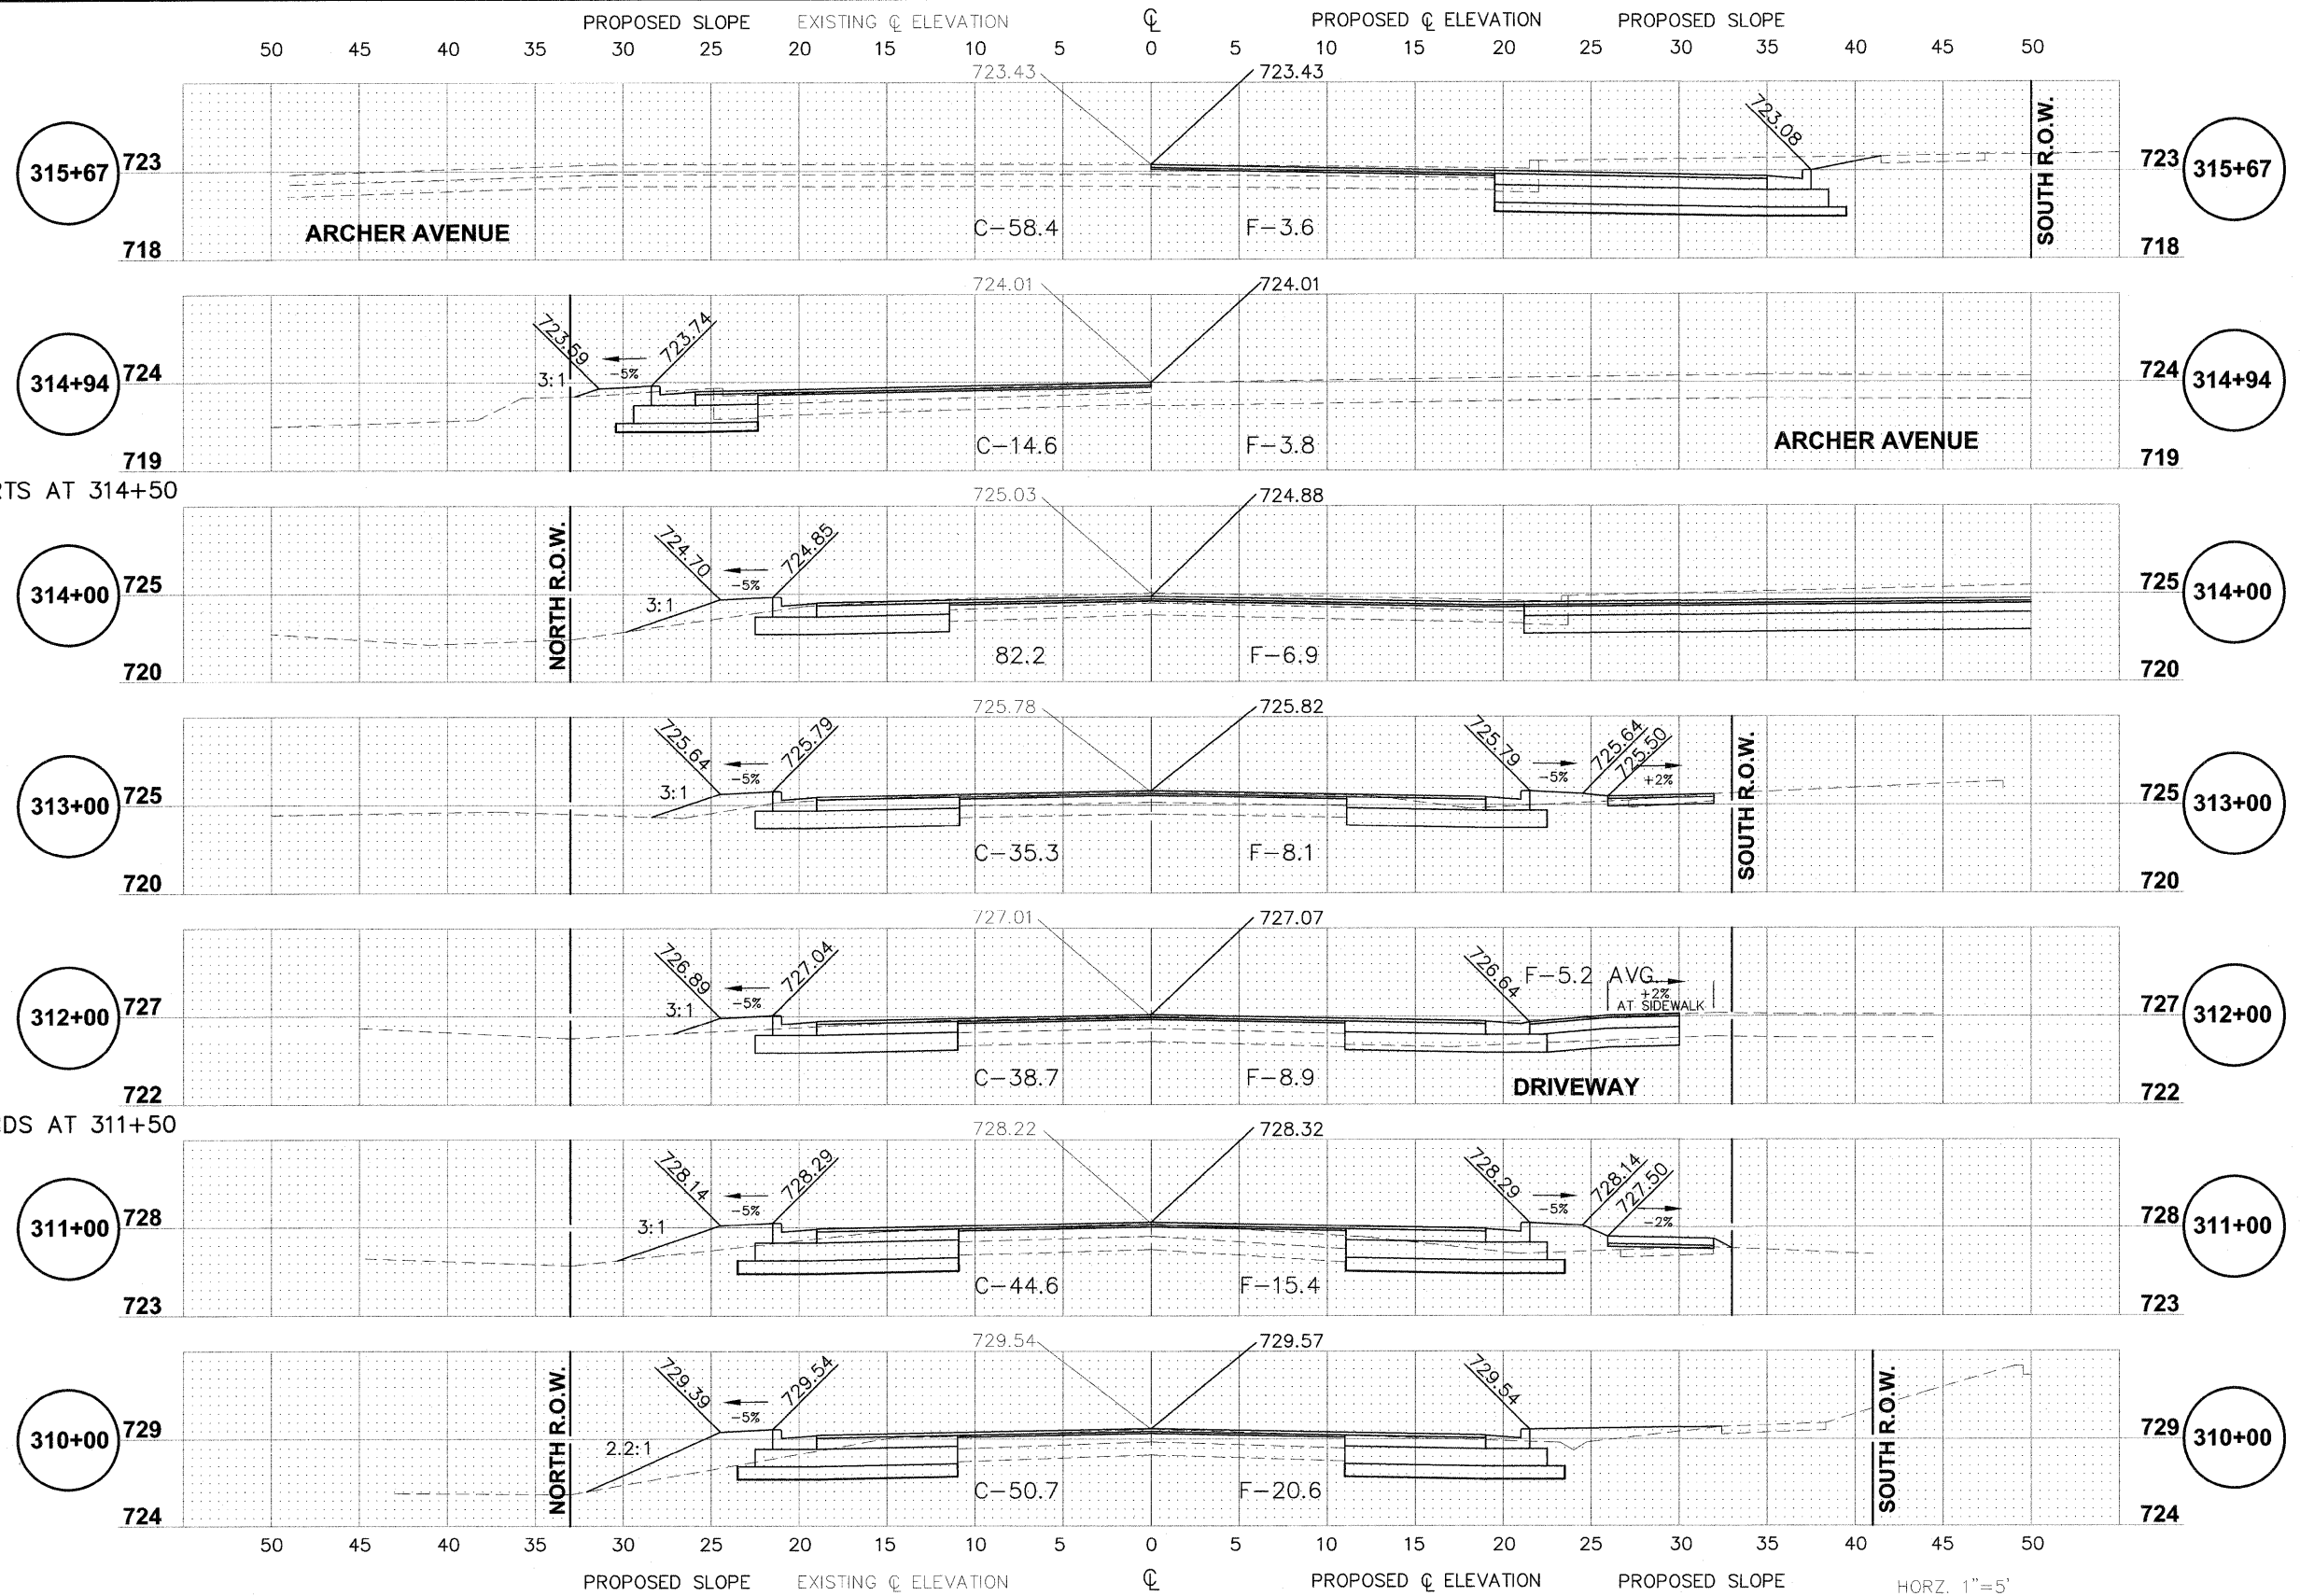 PROPOSED SLOPE EXISTING ℄ ELEVATION ℄ PROPOSED ℄ ELEVATION PROPOSED SLOPE
50 45 40 35 30 25 20 15 10 5 0 5 10 15 20 25 30 35 40 45 50
723.43 723.43
723.08
SOUTH R.O.W.
315+67 723 723 315+67
ARCHER AVENUE C-58.4 F-3.6
718 718
724.01 724.01
723.59 723.74
-5%
3:1
314+94 724 724 314+94
C-14.6 F-3.8 ARCHER AVENUE
719 719
RTS AT 314+50
725.03 724.88
NORTH R.O.W.
724.70 724.85
-5%
3:1
314+00 725 725 314+00
82.2 F-6.9
720 720
725.78 725.82
725.64 725.79 725.79 725.64 725.50
-5% -5% +2%
3:1
SOUTH R.O.W.
313+00 725 725 313+00
C-35.3 F-8.1
720 720
727.01 727.07
726.89 727.04 726.64 F-5.2 AVG.
-5% +2%
3:1 AT SIDEWALK
312+00 727 727 312+00
C-38.7 F-8.9 DRIVEWAY
722 722
DS AT 311+50
728.22 728.32
728.14 728.29 728.29 728.14 727.50
-5% -5% -2%
3:1
311+00 728 728 311+00
C-44.6 F-15.4
723 723
729.54 729.57
729.39 729.54 729.54
-5%
2.2:1
NORTH R.O.W. SOUTH R.O.W.
310+00 729 729 310+00
C-50.7 F-20.6
724 724
50 45 40 35 30 25 20 15 10 5 0 5 10 15 20 25 30 35 40 45 50
PROPOSED SLOPE EXISTING ℄ ELEVATION ℄ PROPOSED ℄ ELEVATION PROPOSED SLOPE HORZ. 1"=5'